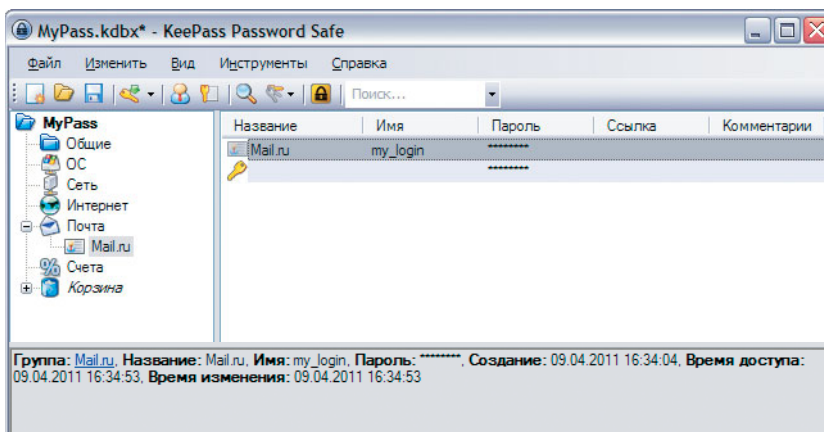 MyPass.kdbx* - KeePass Password Safe
Файл Изменить Вид Инструменты Справка
Поиск...
MyPass
Общие
ОС
Сеть
Интернет
Почта
Mail.ru
Счета
Корзина
Название Имя Пароль Ссылка Комментарии
Mail.ru my_login ********
********
Группа: Mail.ru, Название: Mail.ru, Имя: my_login, Пароль: ********, Создание: 09.04.2011 16:34:04, Время доступа:
09.04.2011 16:34:53, Время изменения: 09.04.2011 16:34:53